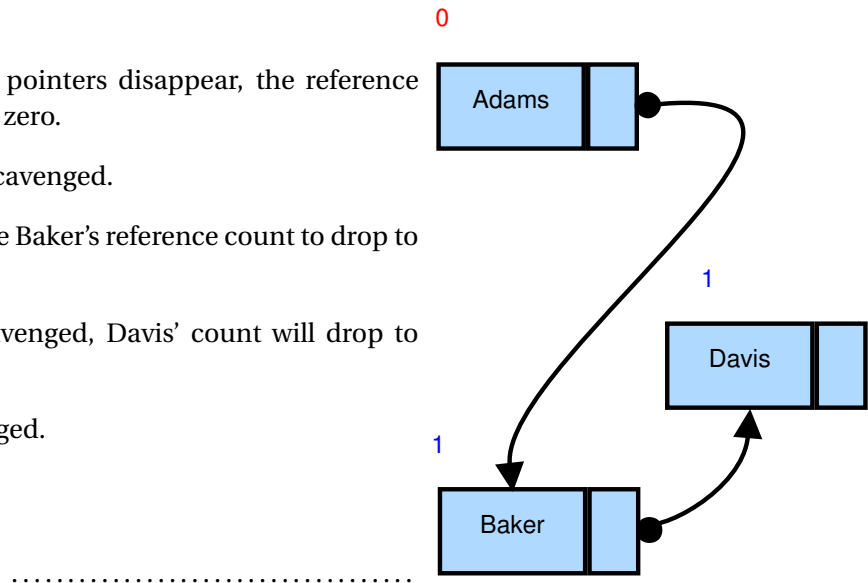 pointers disappear, the reference
zero.
cavenged.
e Baker's reference count to drop to
venged, Davis' count will drop to
ged.
....................................
0
Adams
1
Davis
1
Baker